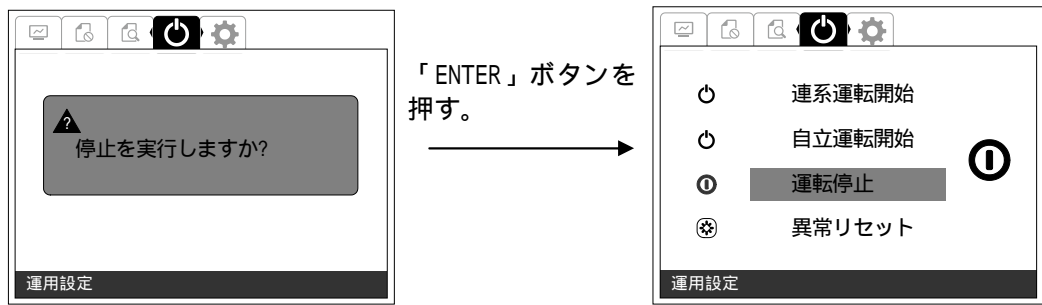 停止を実行しますか?
運用設定
「ENTER」ボタンを
押す。
連系運転開始
自立運転開始
運転停止
異常リセット
運用設定